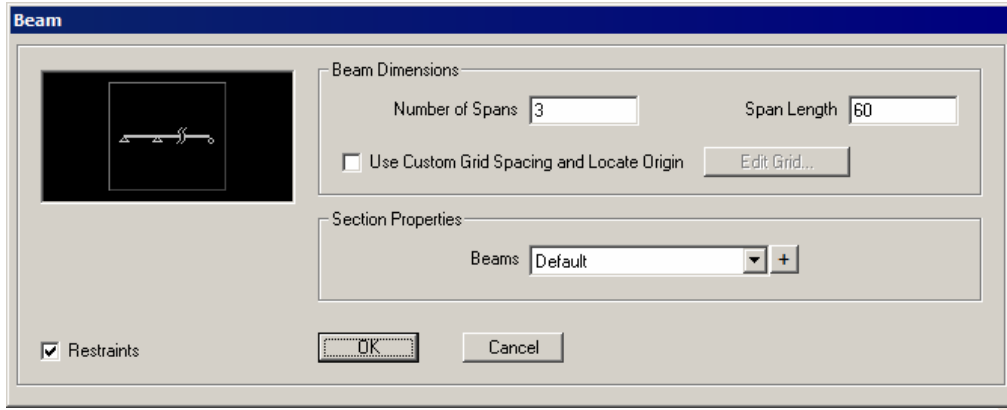 Beam
Beam Dimensions
Number of Spans 3 Span Length 60
Use Custom Grid Spacing and Locate Origin Edit Grid...
Section Properties
Beams Default +
Restraints OK Cancel